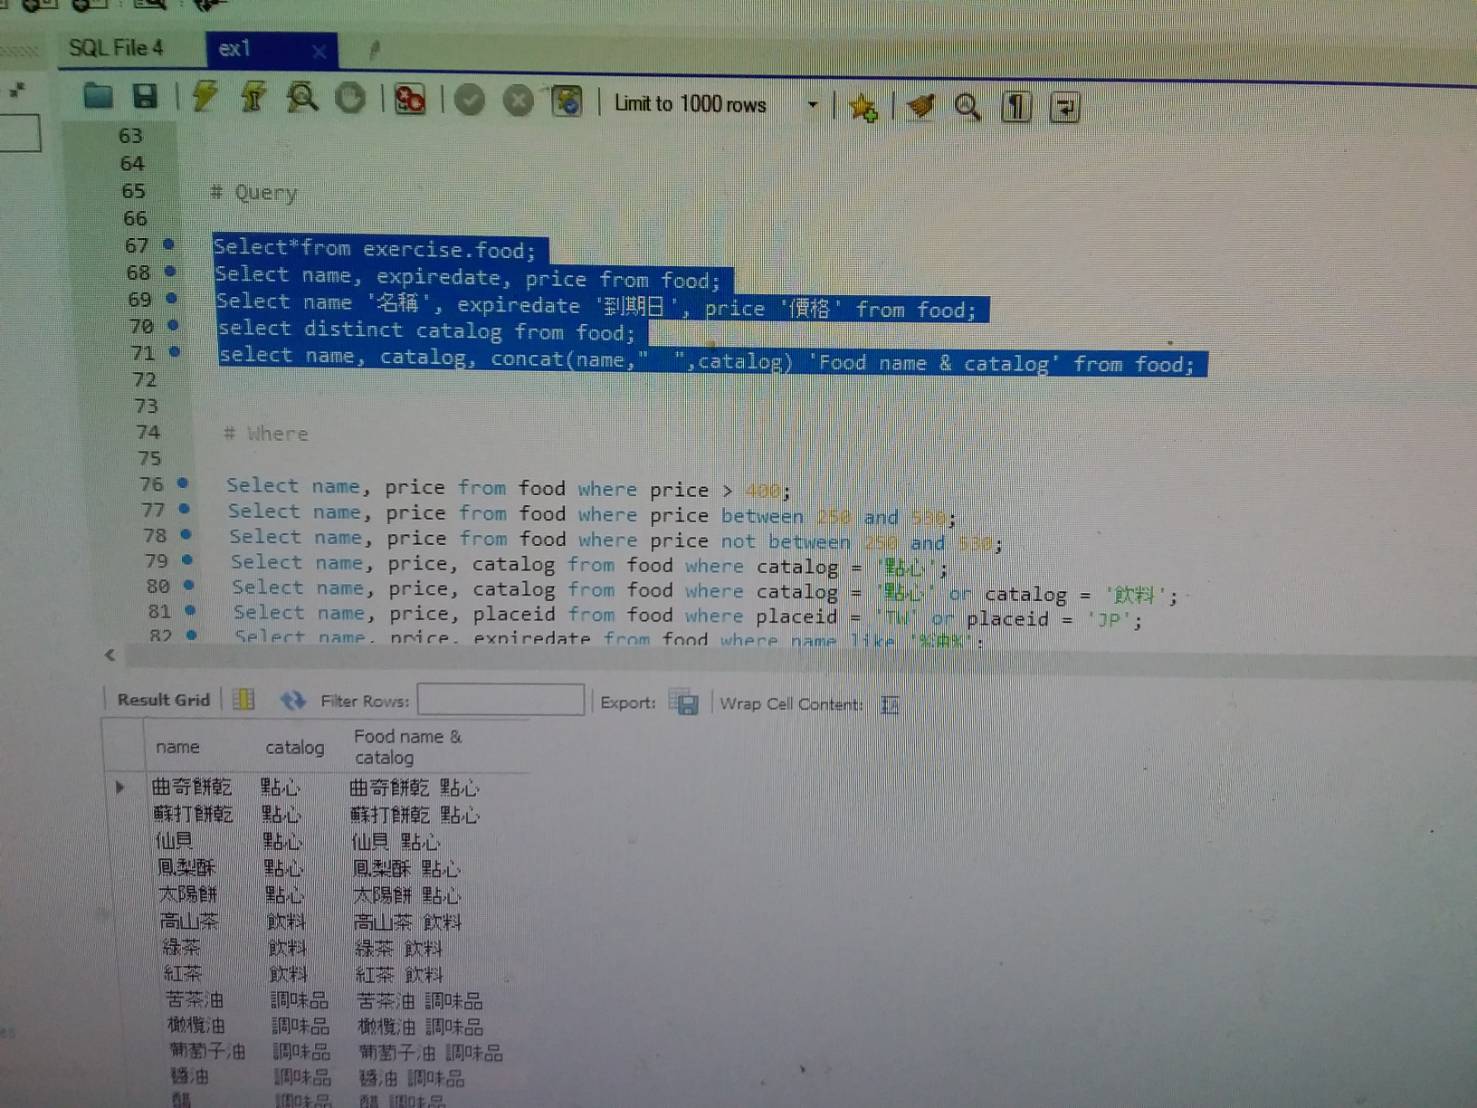 SQL File 4 ex1
Limit to 1000 rows
63
64
65 # Query
66
67 Select*from exercise.food;
68 Select name, expiredate, price from food;
69 Select name '名稱', expiredate '到期日', price '價格' from food;
70 select distinct catalog from food;
71 select name, catalog, concat(name,"  ",catalog) 'Food name & catalog' from food;
72
73
74 # Where
75
76 Select name, price from food where price > 400;
77 Select name, price from food where price between 250 and 530;
78 Select name, price from food where price not between 250 and 530;
79 Select name, price, catalog from food where catalog = '點心';
80 Select name, price, catalog from food where catalog = '點心' or catalog = '飲料';
81 Select name, price, placeid from food where placeid = 'TW' or placeid = 'JP';
82 Select name, price, expiredate from food where name like '%油%';
Result Grid Filter Rows: Export: Wrap Cell Content:
name catalog Food name & catalog
曲奇餅乾 點心 曲奇餅乾 點心
蘇打餅乾 點心 蘇打餅乾 點心
仙貝 點心 仙貝 點心
鳳梨酥 點心 鳳梨酥 點心
太陽餅 點心 太陽餅 點心
高山茶 飲料 高山茶 飲料
綠茶 飲料 綠茶 飲料
紅茶 飲料 紅茶 飲料
苦茶油 調味品 苦茶油 調味品
橄欖油 調味品 橄欖油 調味品
葡萄子油 調味品 葡萄子油 調味品
醬油 調味品 醬油 調味品
醋 調味品 醋 調味品